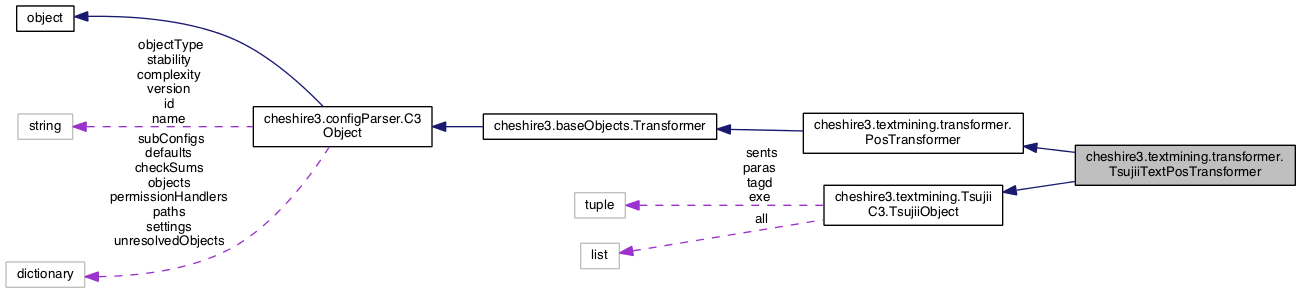 object
objectType
stability
complexity
version
id
name
string
cheshire3.configParser.C3
Object
cheshire3.baseObjects.Transformer
cheshire3.textmining.transformer.
PosTransformer
cheshire3.textmining.transformer.
TsujiiTextPosTransformer
subConfigs
defaults
checkSums
objects
permissionHandlers
paths
settings
unresolvedObjects
dictionary
sents
paras
tagd
exe
tuple
cheshire3.textmining.Tsujii
C3.TsujiiObject
all
list